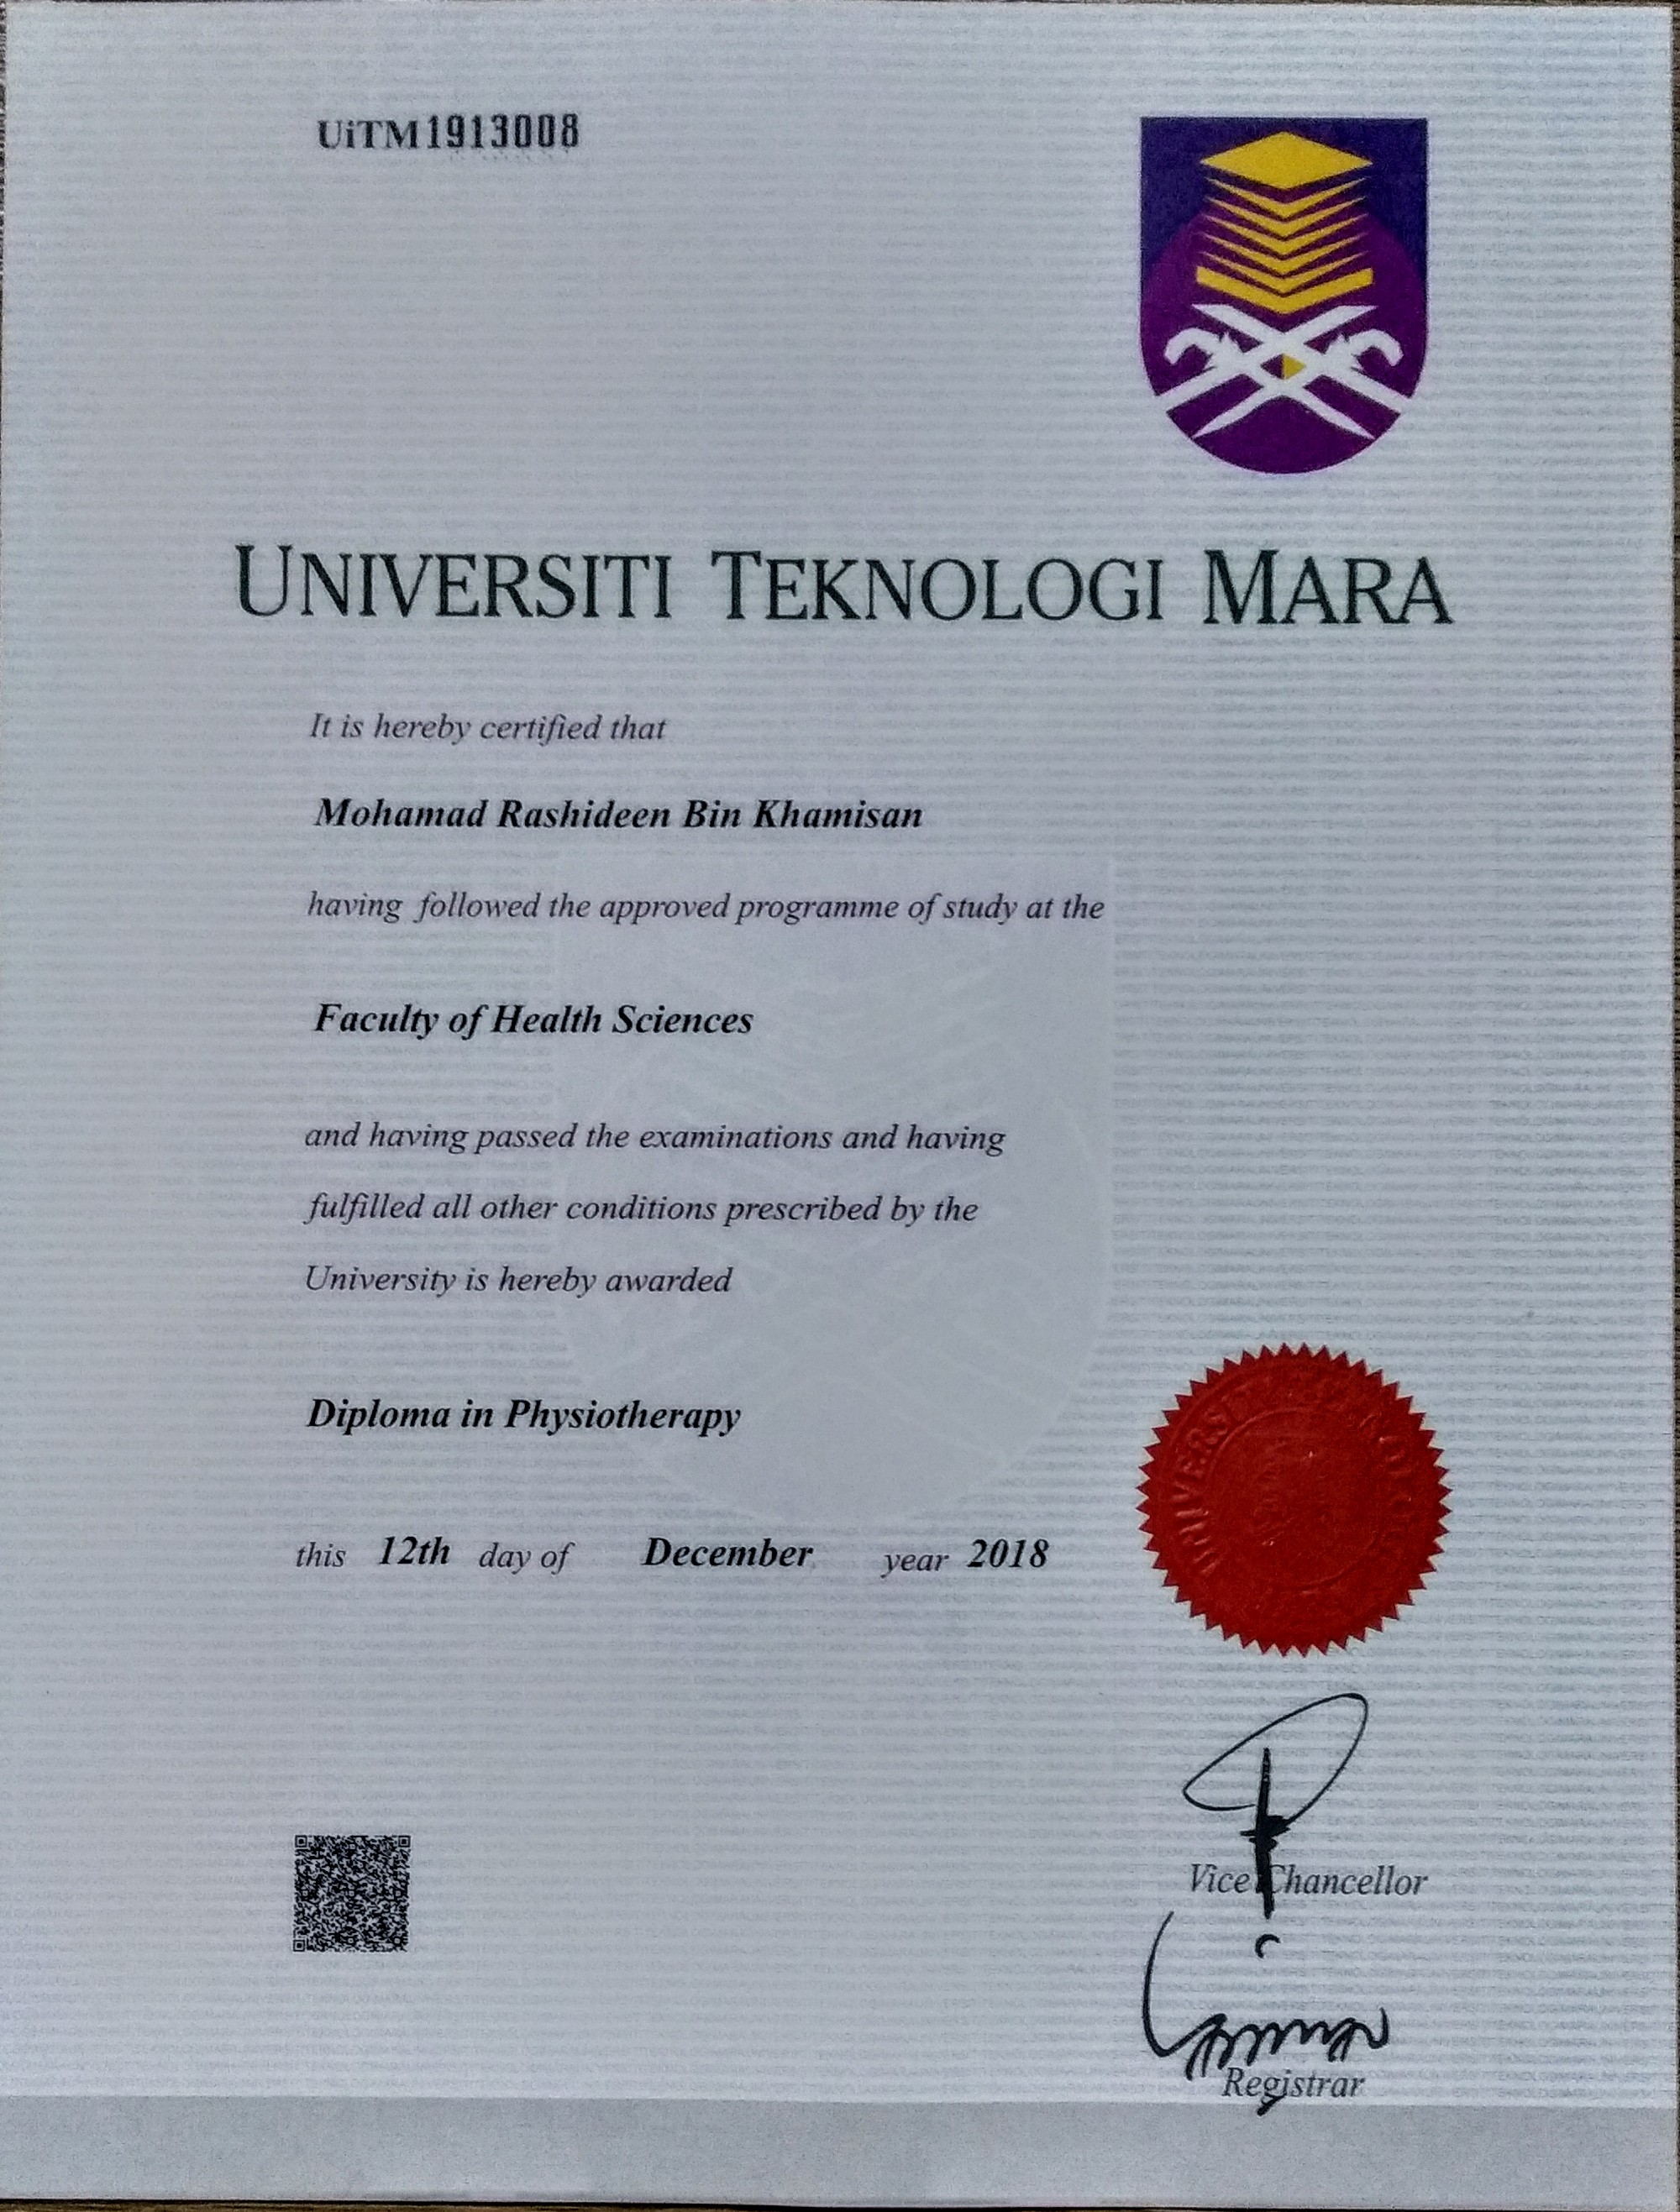 UiTM1913008
UNIVERSITI TEKNOLOGI MARA
It is hereby certified that
Mohamad Rashideen Bin Khamisan
having followed the approved programme of study at the
Faculty of Health Sciences
and having passed the examinations and having
fulfilled all other conditions prescribed by the
University is hereby awarded
Diploma in Physiotherapy
this 12th day of December year 2018
UNIVERSITI
Vice Chancellor
Registrar